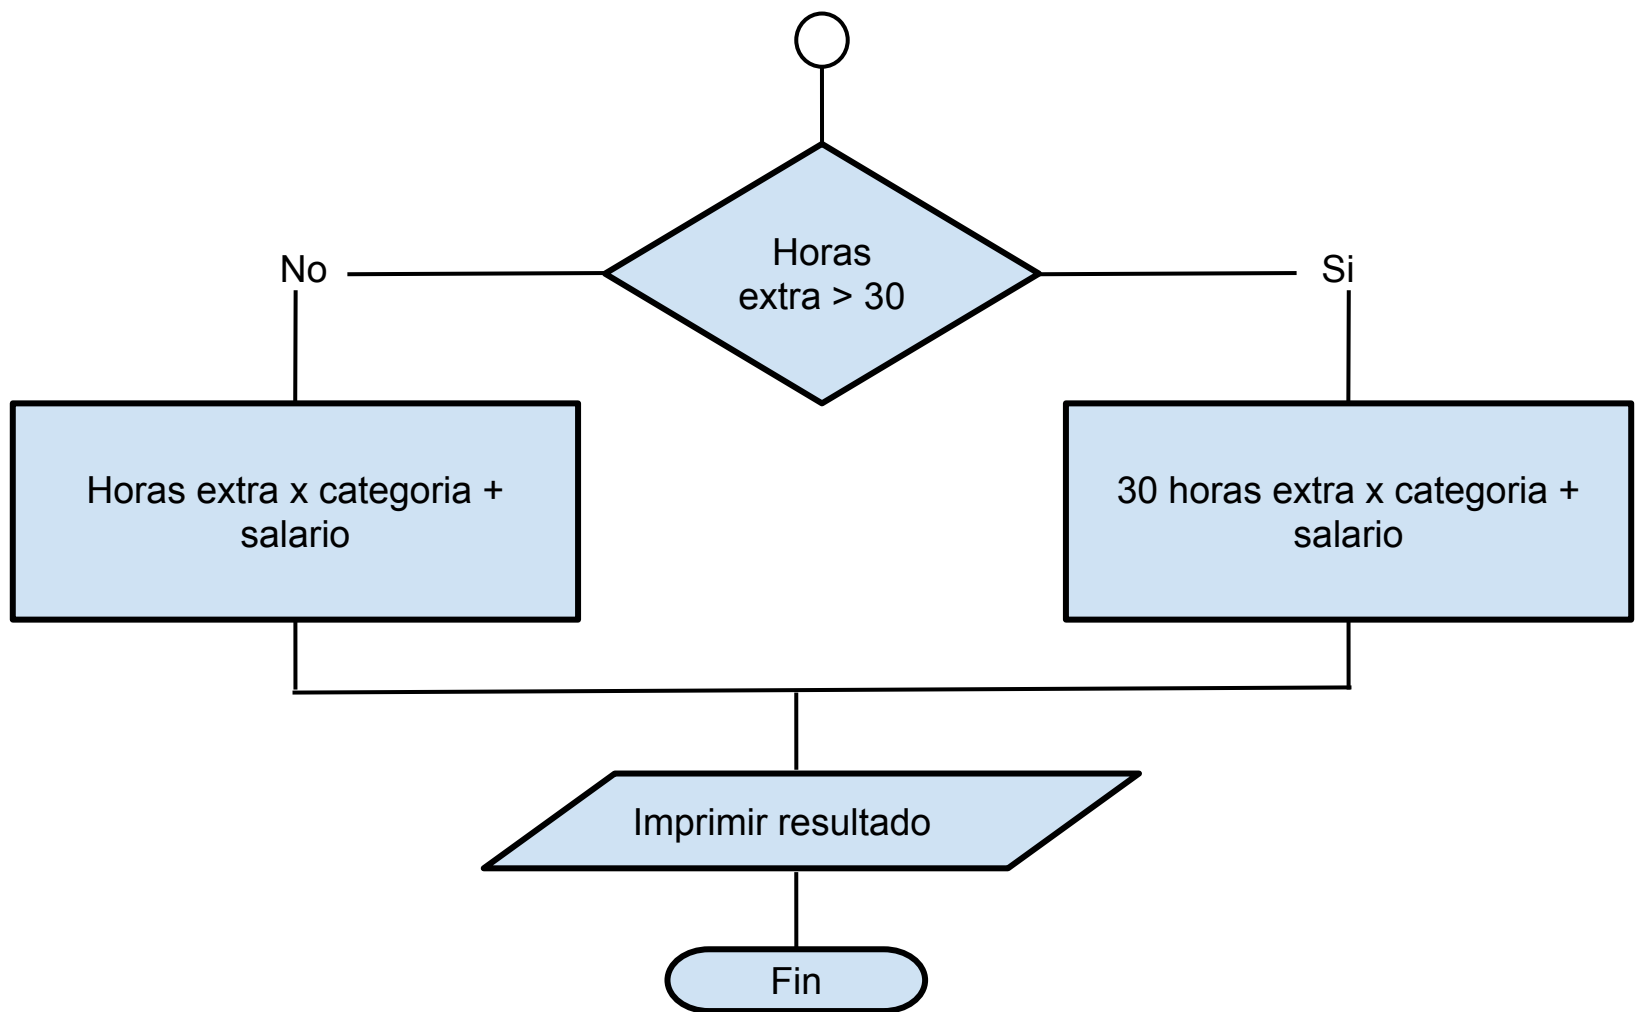 Horas
extra > 30
No
Si
Horas extra x categoria +
salario
30 horas extra x categoria +
salario
Imprimir resultado
Fin